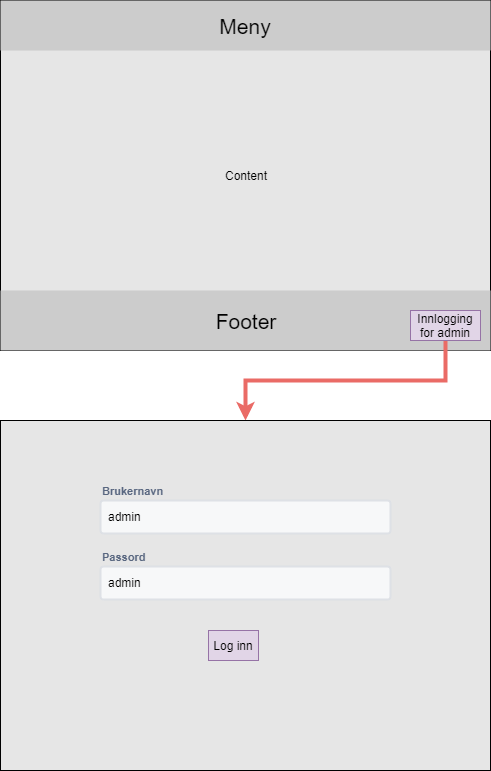 Meny
Content
Footer
Innlogging
for admin
Brukernavn
admin
Passord
admin
Log inn